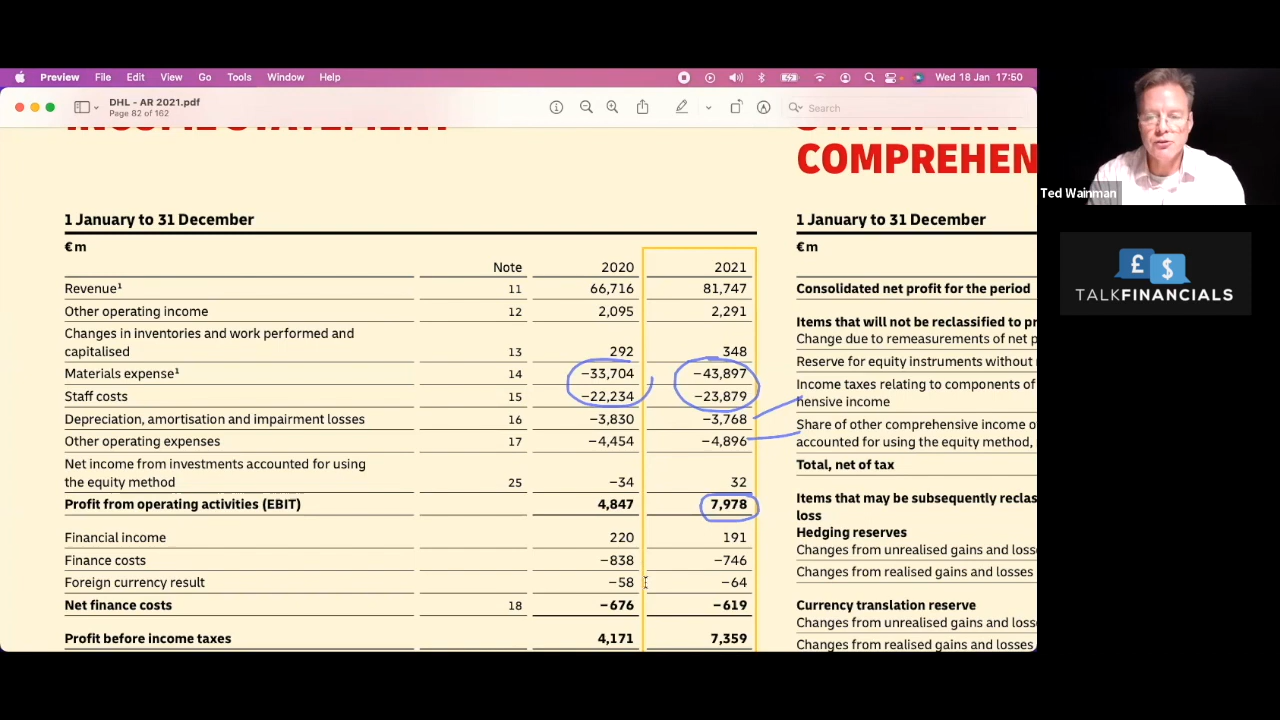 Preview File Edit View Go Tools Window Help Wed 18 Jan 17:50
DHL - AR 2021.pdf
Page 82 of 162
Search
INCOME STATEMENT
STATEMENT
COMPREHEN
Ted Wainman
£ $
TALKFINANCIALS
1 January to 31 December
€ m
Note 2020 2021
Revenue¹ 11 66,716 81,747
Other operating income 12 2,095 2,291
Changes in inventories and work performed and
capitalised 13 292 348
Materials expense¹ 14 −33,704 −43,897
Staff costs 15 −22,234 −23,879
Depreciation, amortisation and impairment losses 16 −3,830 −3,768
Other operating expenses 17 −4,454 −4,896
Net income from investments accounted for using
the equity method 25 −34 32
Profit from operating activities (EBIT) 4,847 7,978
Financial income 220 191
Finance costs −838 −746
Foreign currency result −58 −64
Net finance costs 18 −676 −619
Profit before income taxes 4,171 7,359
1 January to 31 December
€ m
Consolidated net profit for the period
Items that will not be reclassified to pr
Change due to remeasurements of net p
Reserve for equity instruments without
Income taxes relating to components of
hensive income
Share of other comprehensive income o
accounted for using the equity method,
Total, net of tax
Items that may be subsequently reclas
loss
Hedging reserves
Changes from unrealised gains and loss
Changes from realised gains and losses
Currency translation reserve
Changes from unrealised gains and loss
Changes from realised gains and losses